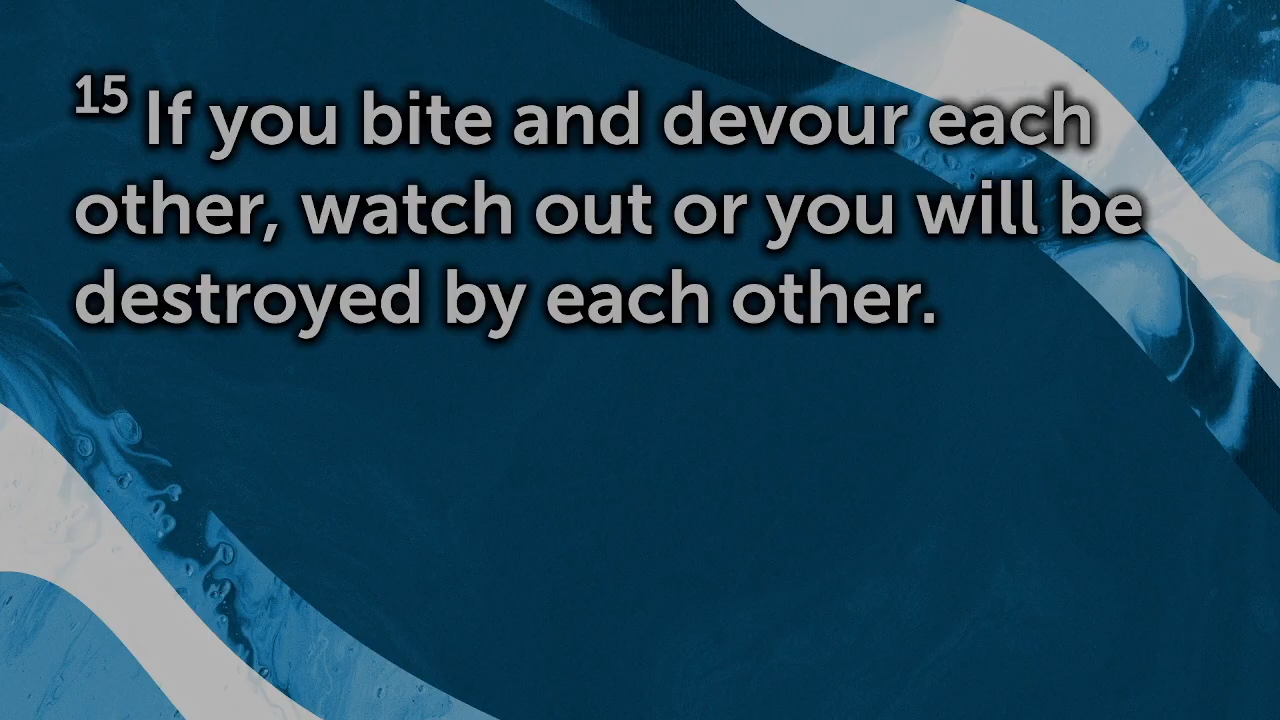 15 If you bite and devour each
other, watch out or you will be
destroyed by each other.